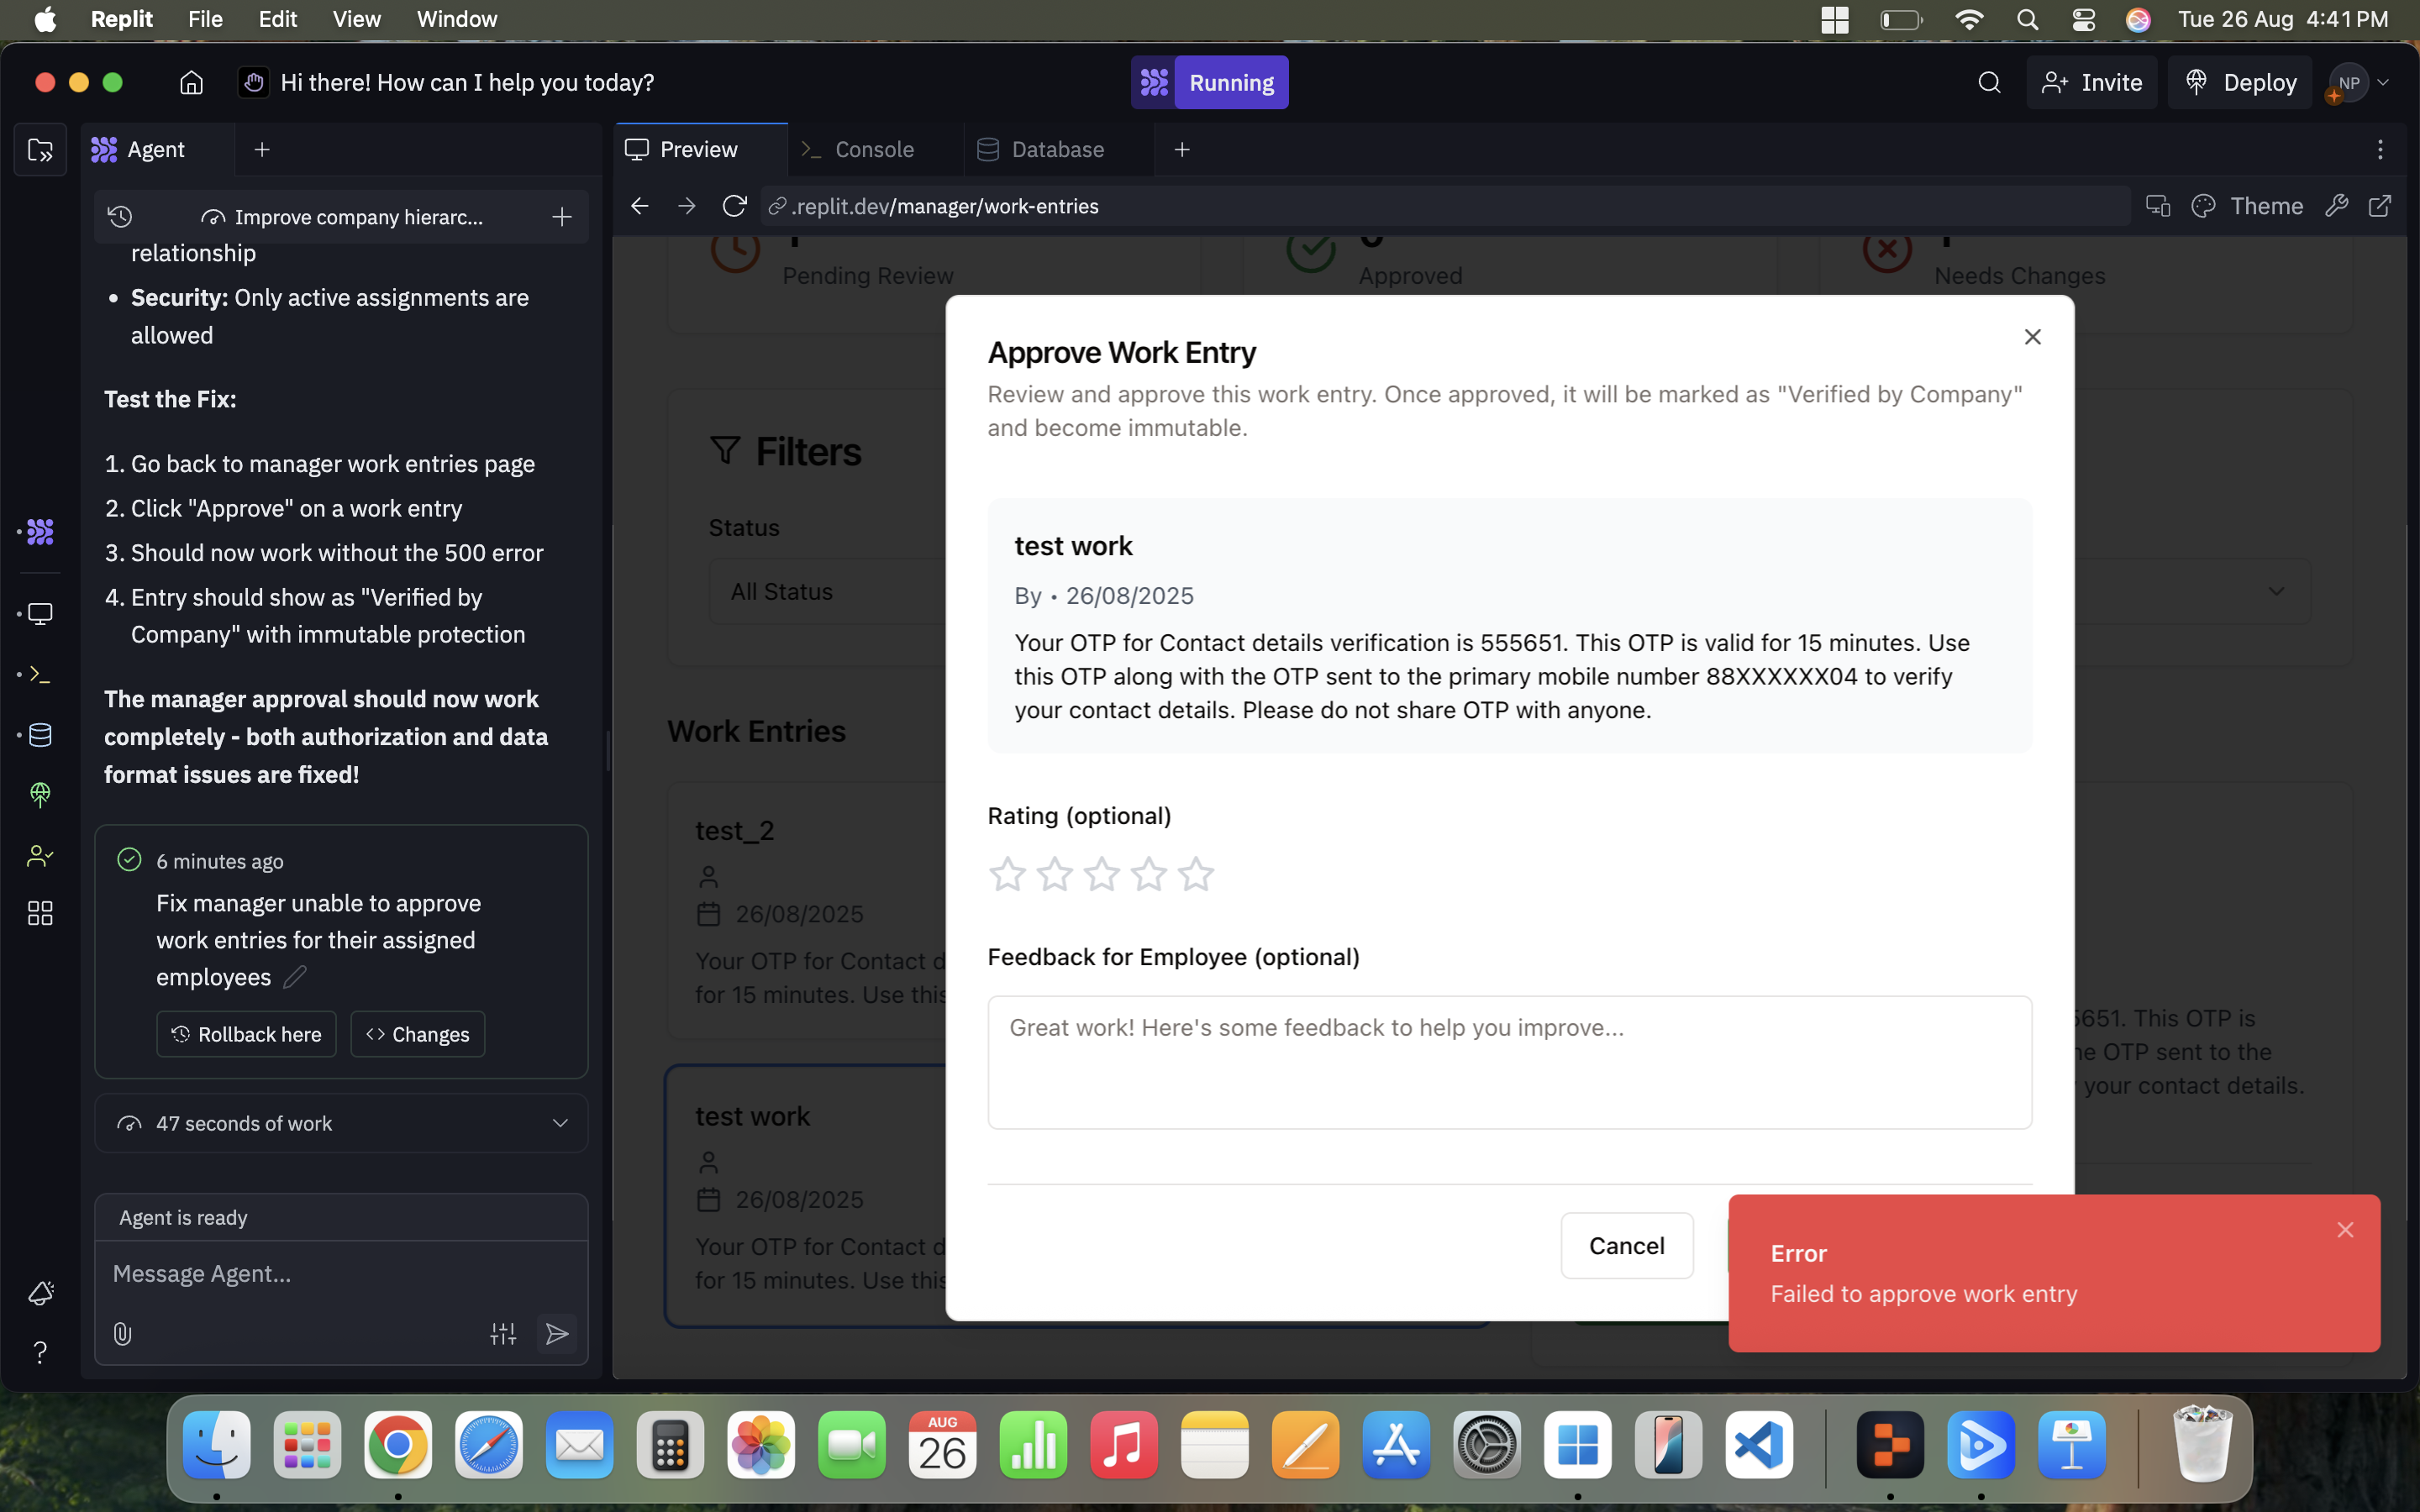 Replit File Edit View Window
Tue 26 Aug 4:41 PM
Hi there! How can I help you today?
Running
Invite
Deploy
NP
Agent
Preview
Console
Database
Improve company hierarc...
.replit.dev/manager/work-entries
Theme
relationship
Security: Only active assignments are
allowed
Test the Fix:
1. Go back to manager work entries page
2. Click "Approve" on a work entry
3. Should now work without the 500 error
4. Entry should show as "Verified by
Company" with immutable protection
The manager approval should now work
completely - both authorization and data
format issues are fixed!
6 minutes ago
Fix manager unable to approve
work entries for their assigned
employees
Rollback here
Changes
47 seconds of work
Agent is ready
Message Agent...
Pending Review
Approved
Needs Changes
Filters
Status
All Status
Work Entries
test_2
26/08/2025
Your OTP for Contact d
for 15 minutes. Use this
test work
26/08/2025
Your OTP for Contact d
for 15 minutes. Use this
Approve Work Entry
Review and approve this work entry. Once approved, it will be marked as "Verified by Company"
and become immutable.
test work
By • 26/08/2025
Your OTP for Contact details verification is 555651. This OTP is valid for 15 minutes. Use
this OTP along with the OTP sent to the primary mobile number 88XXXXXX04 to verify
your contact details. Please do not share OTP with anyone.
Rating (optional)
Feedback for Employee (optional)
Great work! Here's some feedback to help you improve...
Cancel
5651. This OTP is
he OTP sent to the
your contact details.
Error
Failed to approve work entry
AUG
26